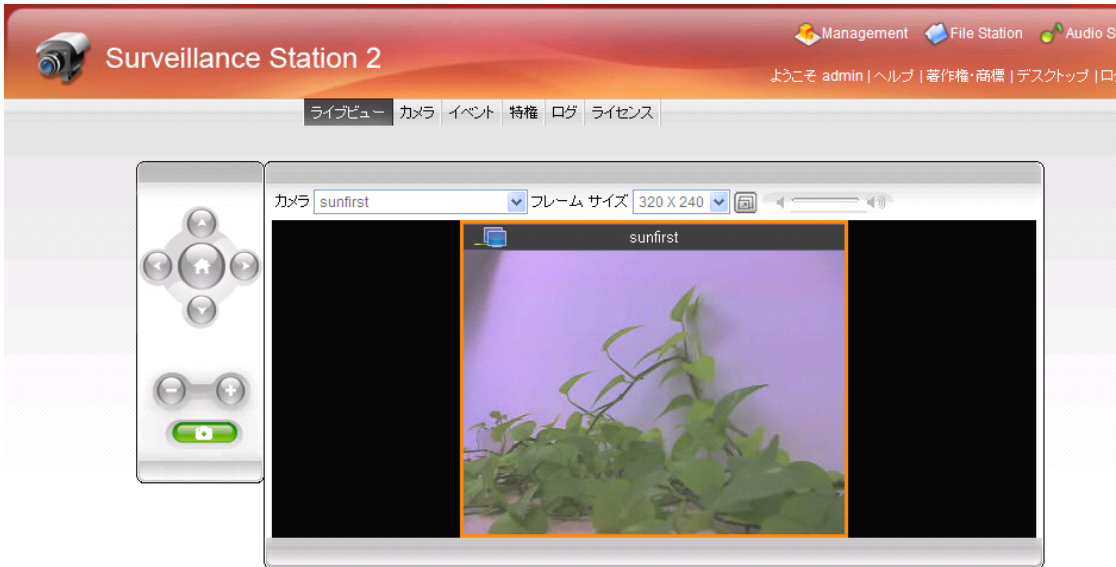 Surveillance Station 2
Management File Station Audio
ようこそ admin | ヘルプ | 著作権・商標 | デスクトップ |
ライブビュー カメラ イベント 特権 ログ ライセンス
カメラ sunfirst フレーム サイズ 320 X 240
sunfirst